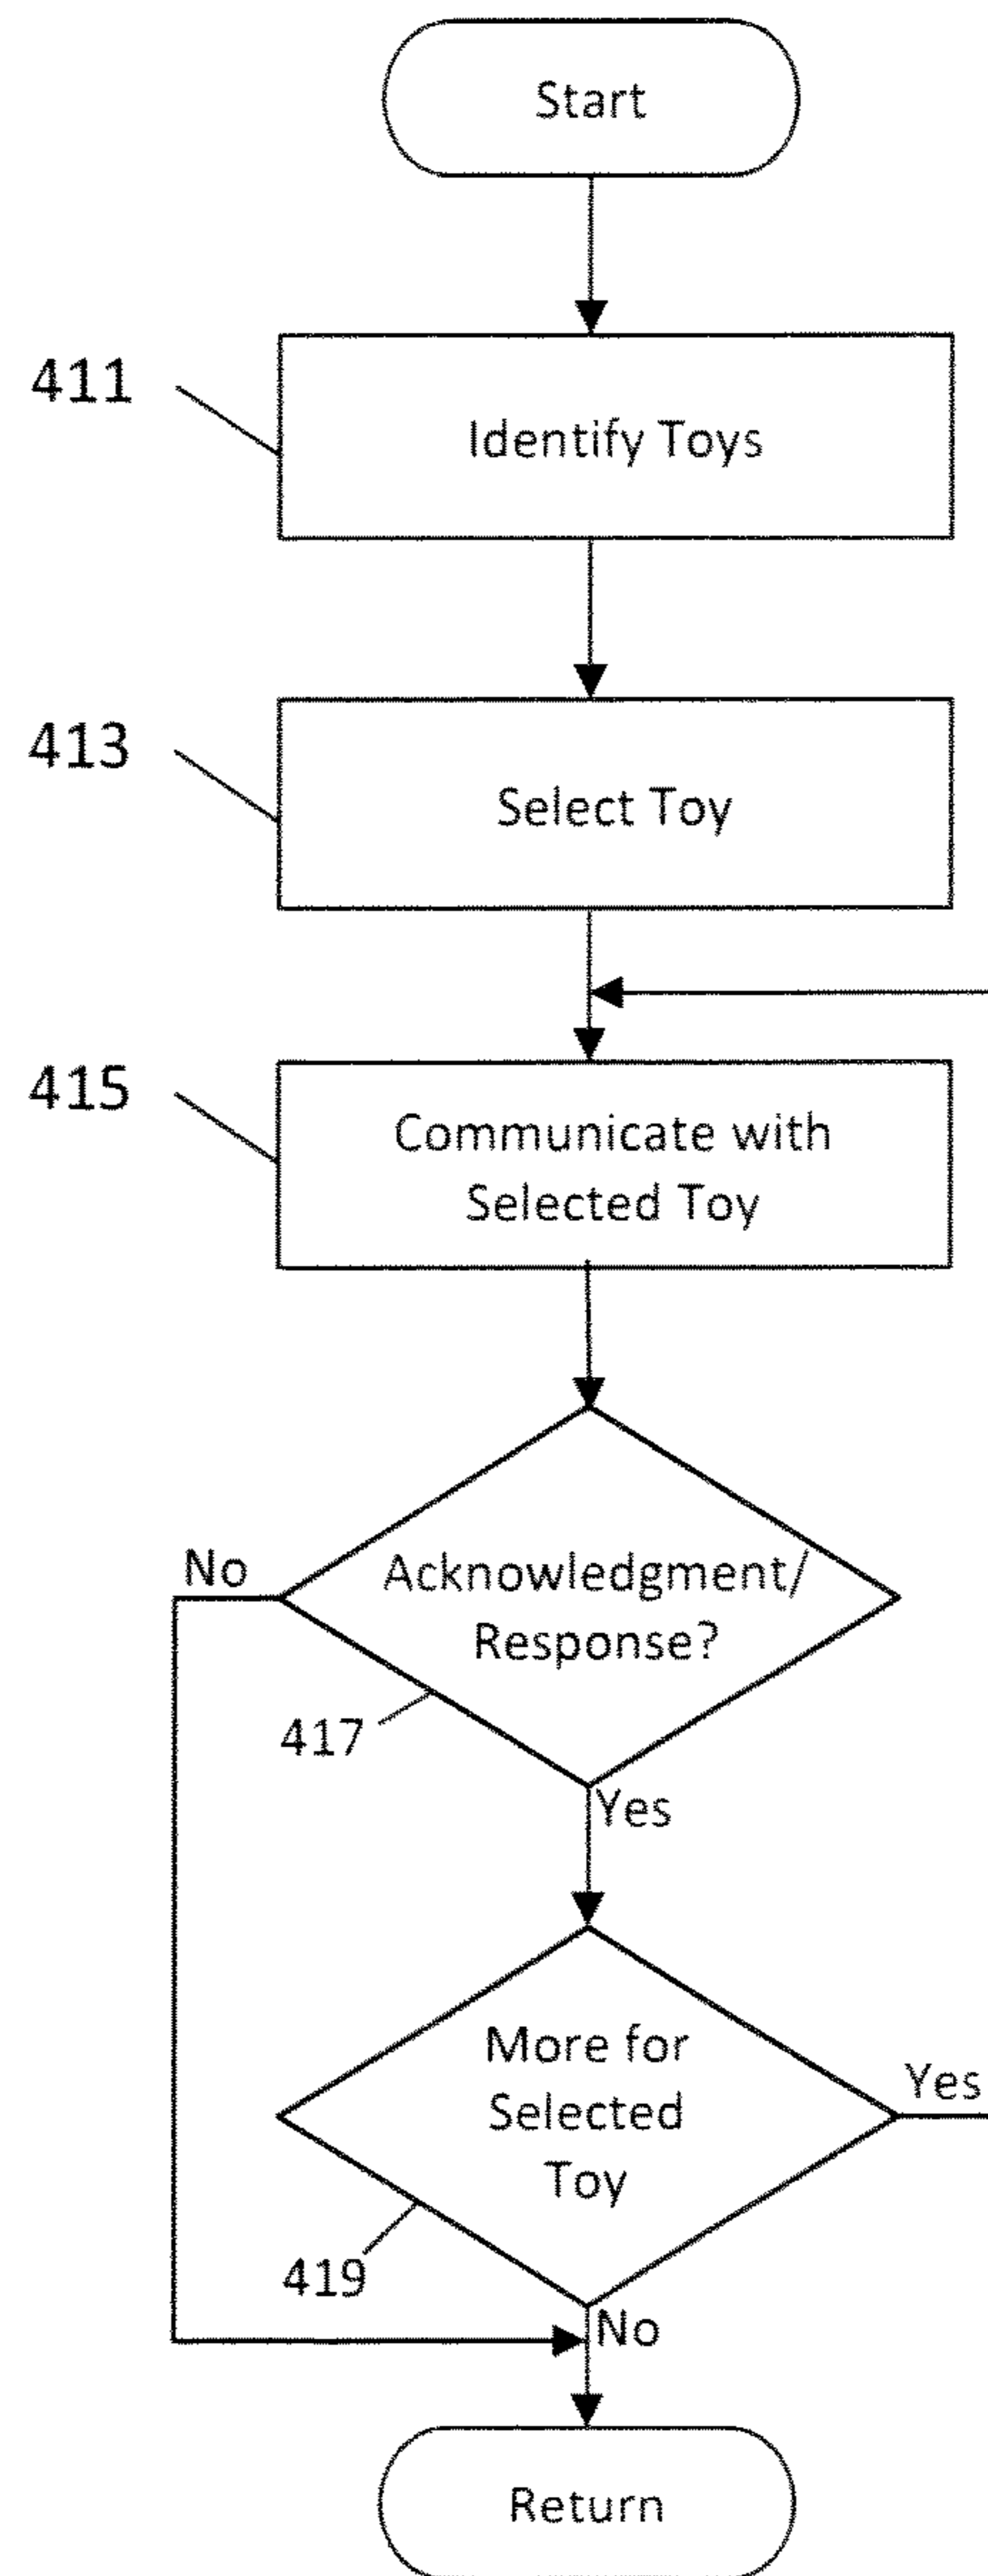 Start
411
Identify Toys
413
Select Toy
415
Communicate with
Selected Toy
No
Acknowledgment/
Response?
417
Yes
More for
Selected
Toy
Yes
419
No
Return